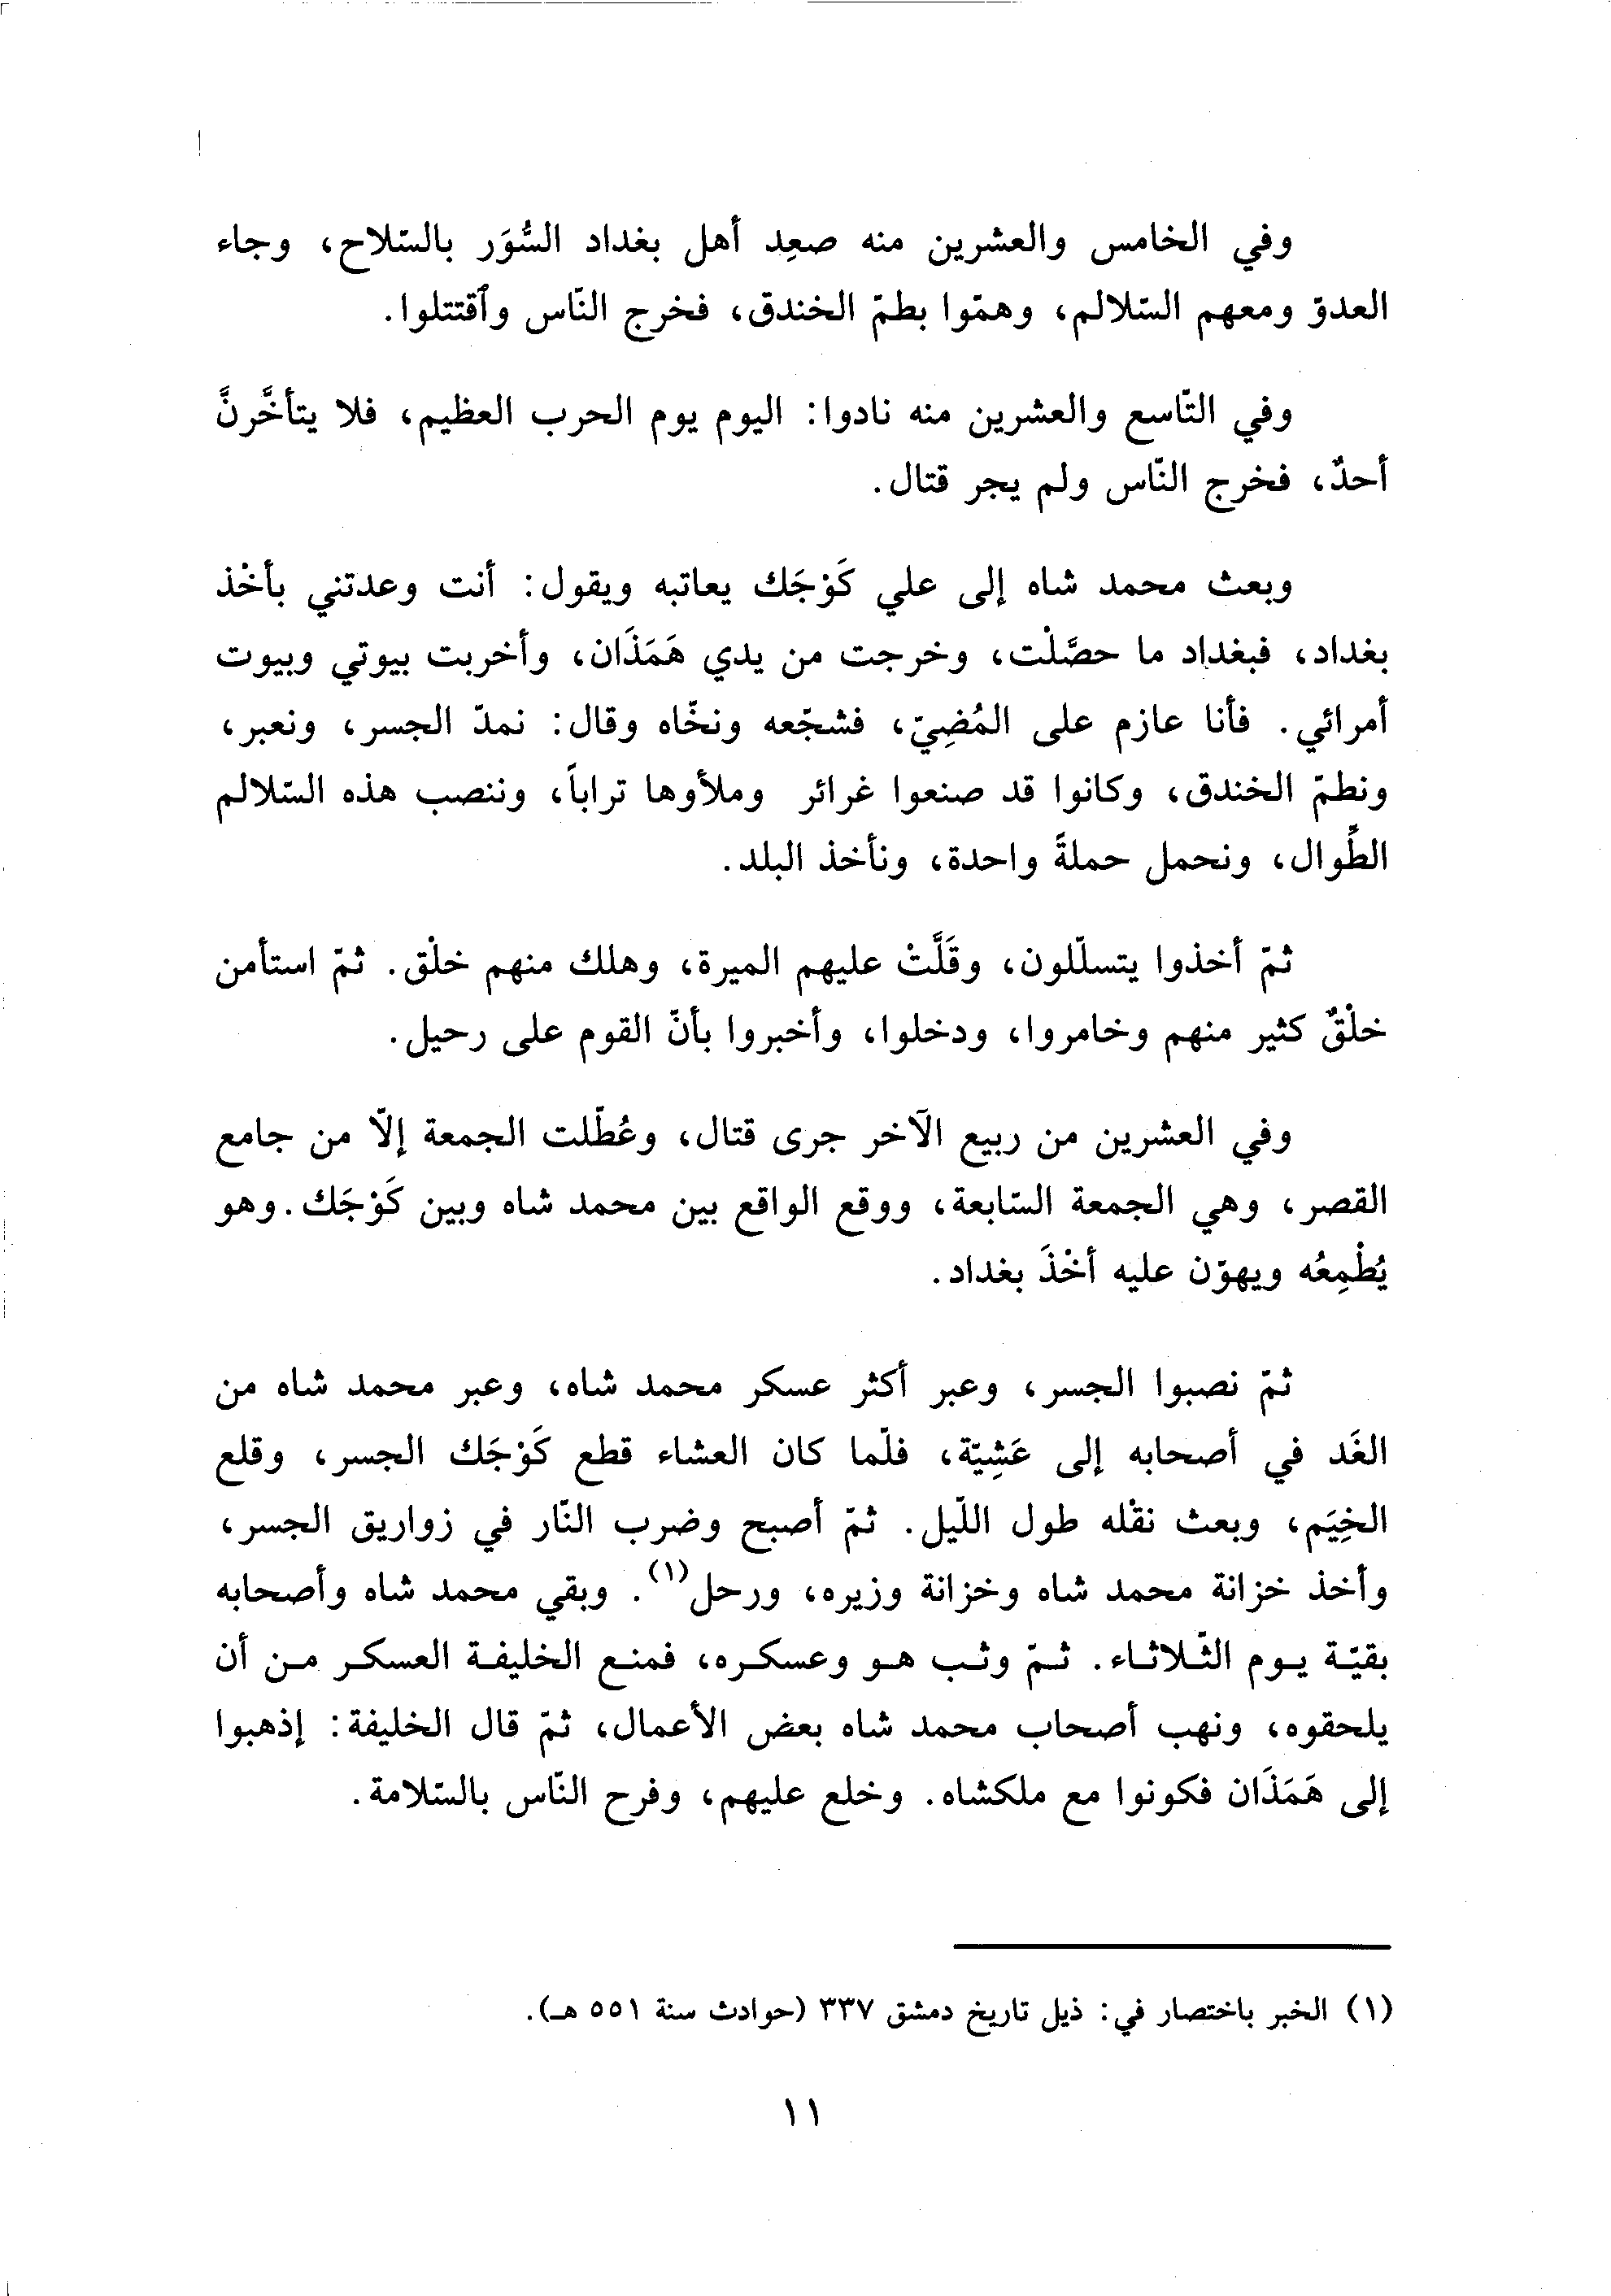 وفي الخامس والعشرين منه صعِد أهل بغداد السُّوَر بالسّلاح، وجاء
العدوّ ومعهم السّلالم، وهمّوا بطمّ الخندق، فخرج النّاس وٱقتتلوا.
وفي التّاسع والعشرين منه نادوا: اليوم يوم الحرب العظيم، فلا يتأخَّرنَّ
أحدٌ، فخرج النّاس ولم يجر قتال.
وبعث محمد شاه إلى علي كَوْجَك يعاتبه ويقول: أنت وعدتني بأخْذ
بغداد، فبغداد ما حصَّلْت، وخرجت من يدي هَمَذَان، وأخربت بيوتي وبيوت
أمرائي. فأنا عازم على المُضِيّ، فشجّعه ونخّاه وقال: نمدّ الجسر، ونعبر،
ونطمّ الخندق، وكانوا قد صنعوا غرائر وملأوها تراباً، وننصب هذه السّلالم
الطِّوال، ونحمل حملةً واحدة، ونأخذ البلد.
ثمّ أخذوا يتسلّلون، وقَلَّتْ عليهم الميرة، وهلك منهم خلْق. ثمّ استأمن
خلْقٌ كثير منهم وخامروا، ودخلوا، وأخبروا بأنّ القوم على رحيل.
وفي العشرين من ربيع الآخر جرى قتال، وعُطّلت الجمعة إلّا من جامع
القصر، وهي الجمعة السّابعة، ووقع الواقع بين محمد شاه وبين كَوْجَك. وهو
يُطْمِعُه ويهوّن عليه أخْذَ بغداد.
ثمّ نصبوا الجسر، وعبر أكثر عسكر محمد شاه، وعبر محمد شاه من
الغَد في أصحابه إلى عَشِيّة، فلّما كان العشاء قطع كَوْجَك الجسر، وقلع
الخِيَم، وبعث نقْله طول اللّيل. ثمّ أصبح وضرب النّار في زواريق الجسر،
وأخذ خزانة محمد شاه وخزانة وزيره، ورحل(١). وبقي محمد شاه وأصحابه
بقيّة يوم الثّلاثاء. ثمّ وثب هو وعسكره، فمنع الخليفة العسكر من أن
يلحقوه، ونهب أصحاب محمد شاه بعض الأعمال، ثمّ قال الخليفة: إذهبوا
إلى هَمَذَان فكونوا مع ملكشاه. وخلع عليهم، وفرح النّاس بالسّلامة.
(١) الخبر باختصار في: ذيل تاريخ دمشق ٣٣٧ (حوادث سنة ٥٥١ هـ).
١١